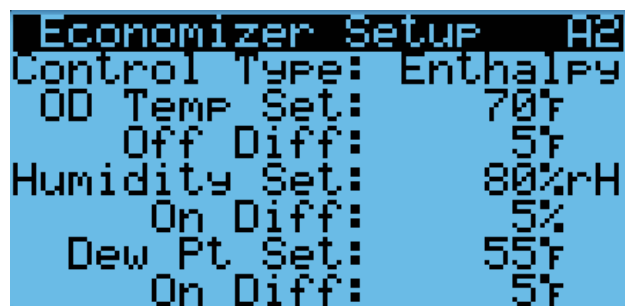 Economizer Setup A2
Control Type: Enthalpy
OD Temp Set: 70°F
Off Diff: 5°F
Humidity Set: 80%rH
On Diff: 5%
Dew Pt Set: 55°F
On Diff: 5°F